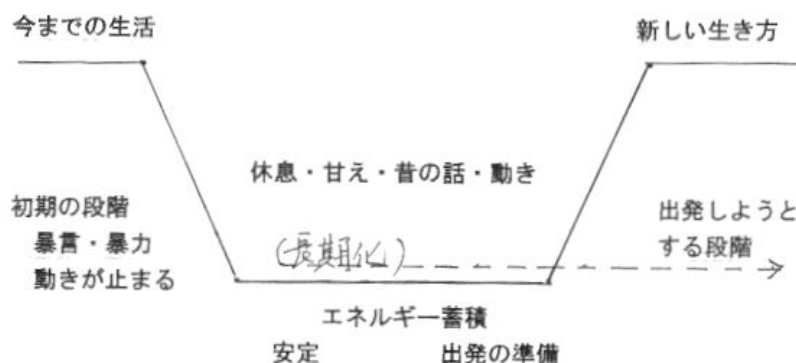 今までの生活
新しい生き方
休息・甘え・昔の話・動き
初期の段階
暴言・暴力
動きが止まる
(長期化)
出発しようと
する段階
エネルギー蓄積
安定 出発の準備